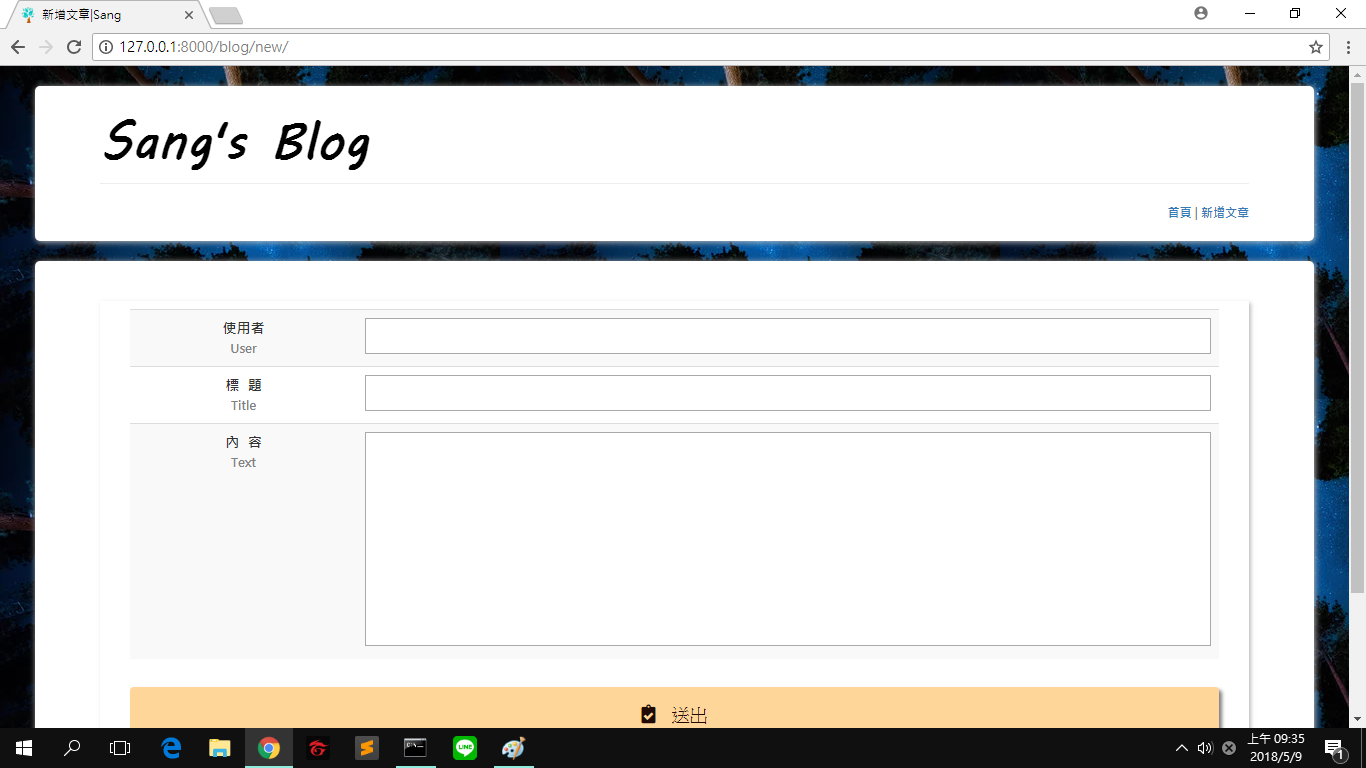 新增文章|Sang
127.0.0.1:8000/blog/new/
Sang's Blog
首頁 | 新增文章
使用者
User
標 題
Title
內 容
Text
送出
LINE
上午 09:35
2018/5/9
1